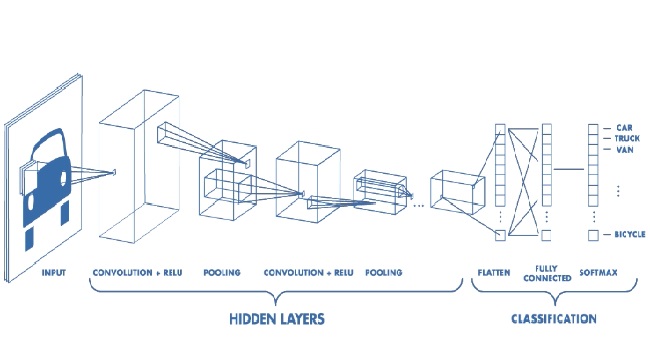 CAR
TRUCK
VAN
BICYCLE
INPUT
CONVOLUTION + RELU
POOLING
CONVOLUTION + RELU
POOLING
FLATTEN
FULLY
CONNECTED
SOFTMAX
HIDDEN LAYERS
CLASSIFICATION